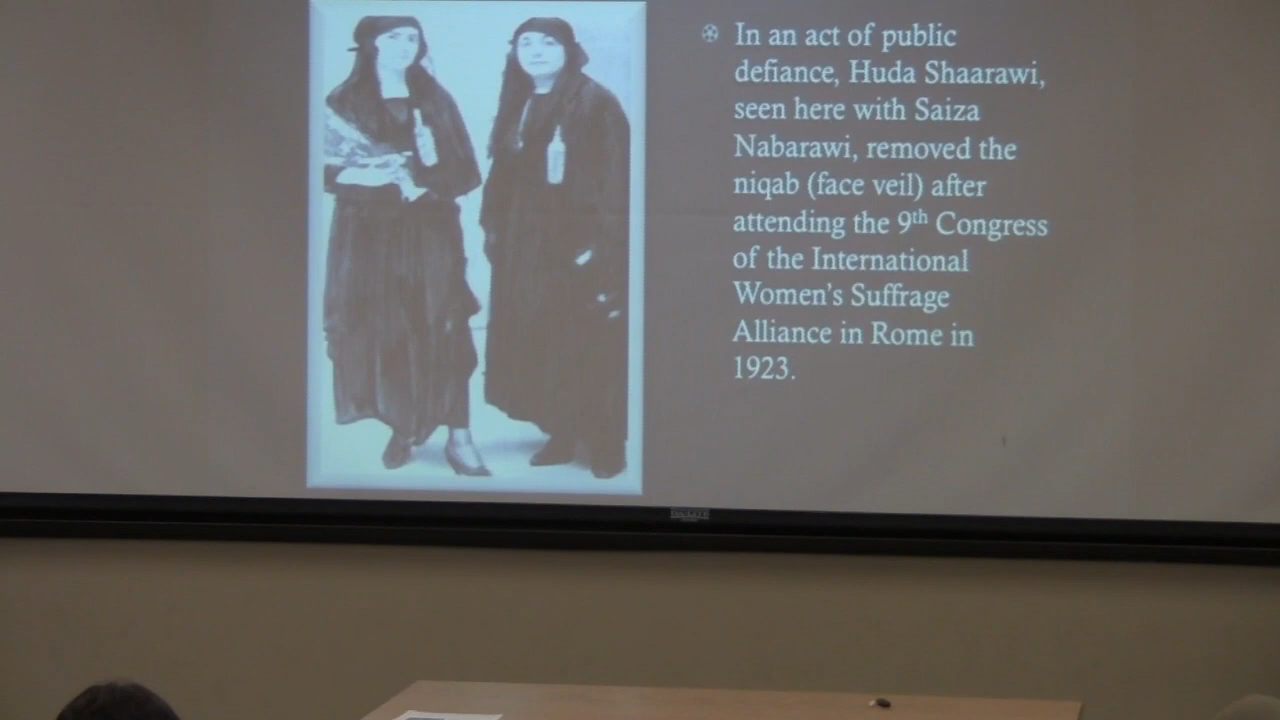 In an act of public
defiance, Huda Shaarawi,
seen here with Saiza
Nabarawi, removed the
niqab (face veil) after
attending the 9th Congress
of the International
Women's Suffrage
Alliance in Rome in
1923.